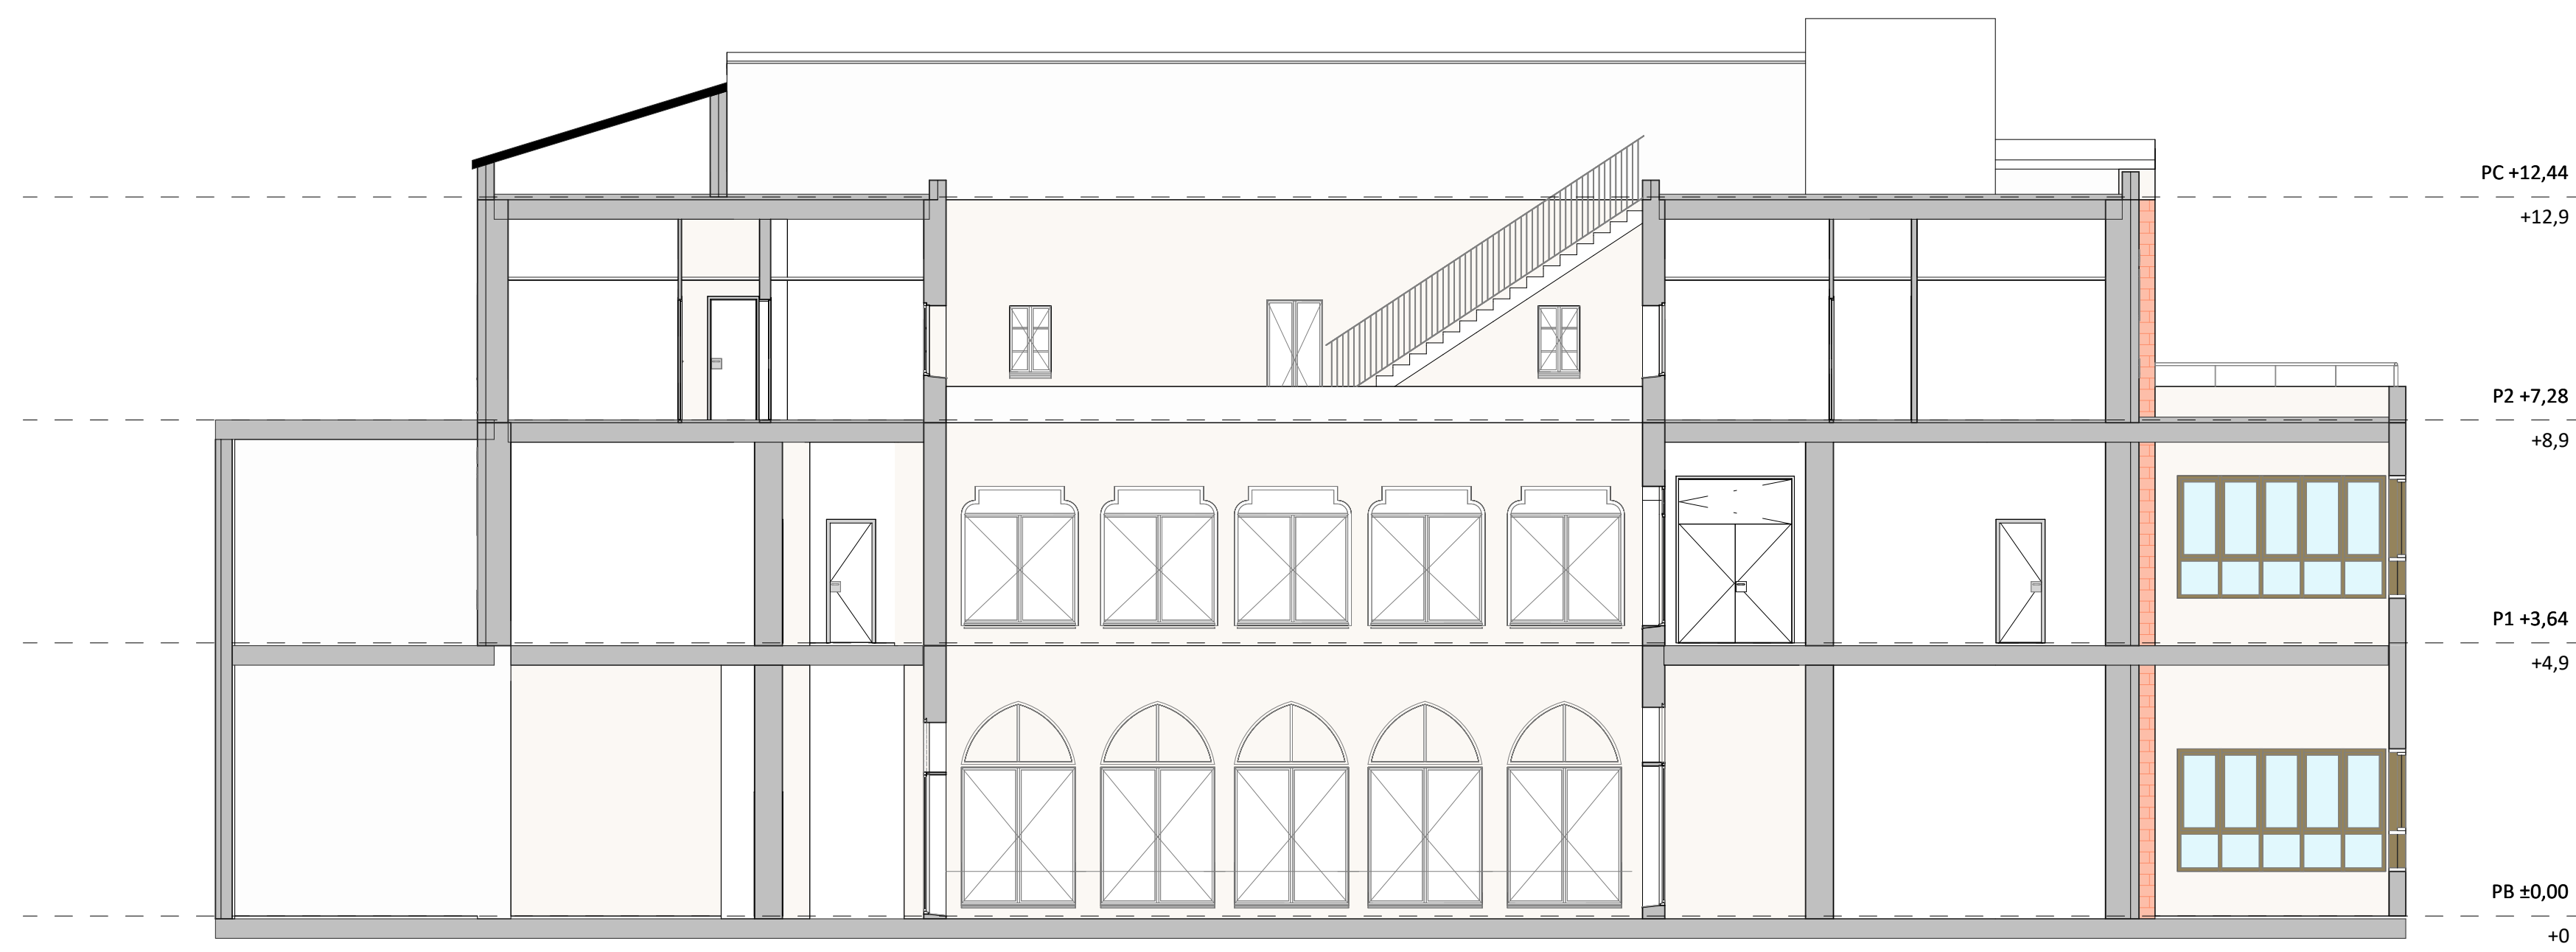 PC +12,44
+12,9
P2 +7,28
+8,9
P1 +3,64
+4,9
PB ±0,00
+0